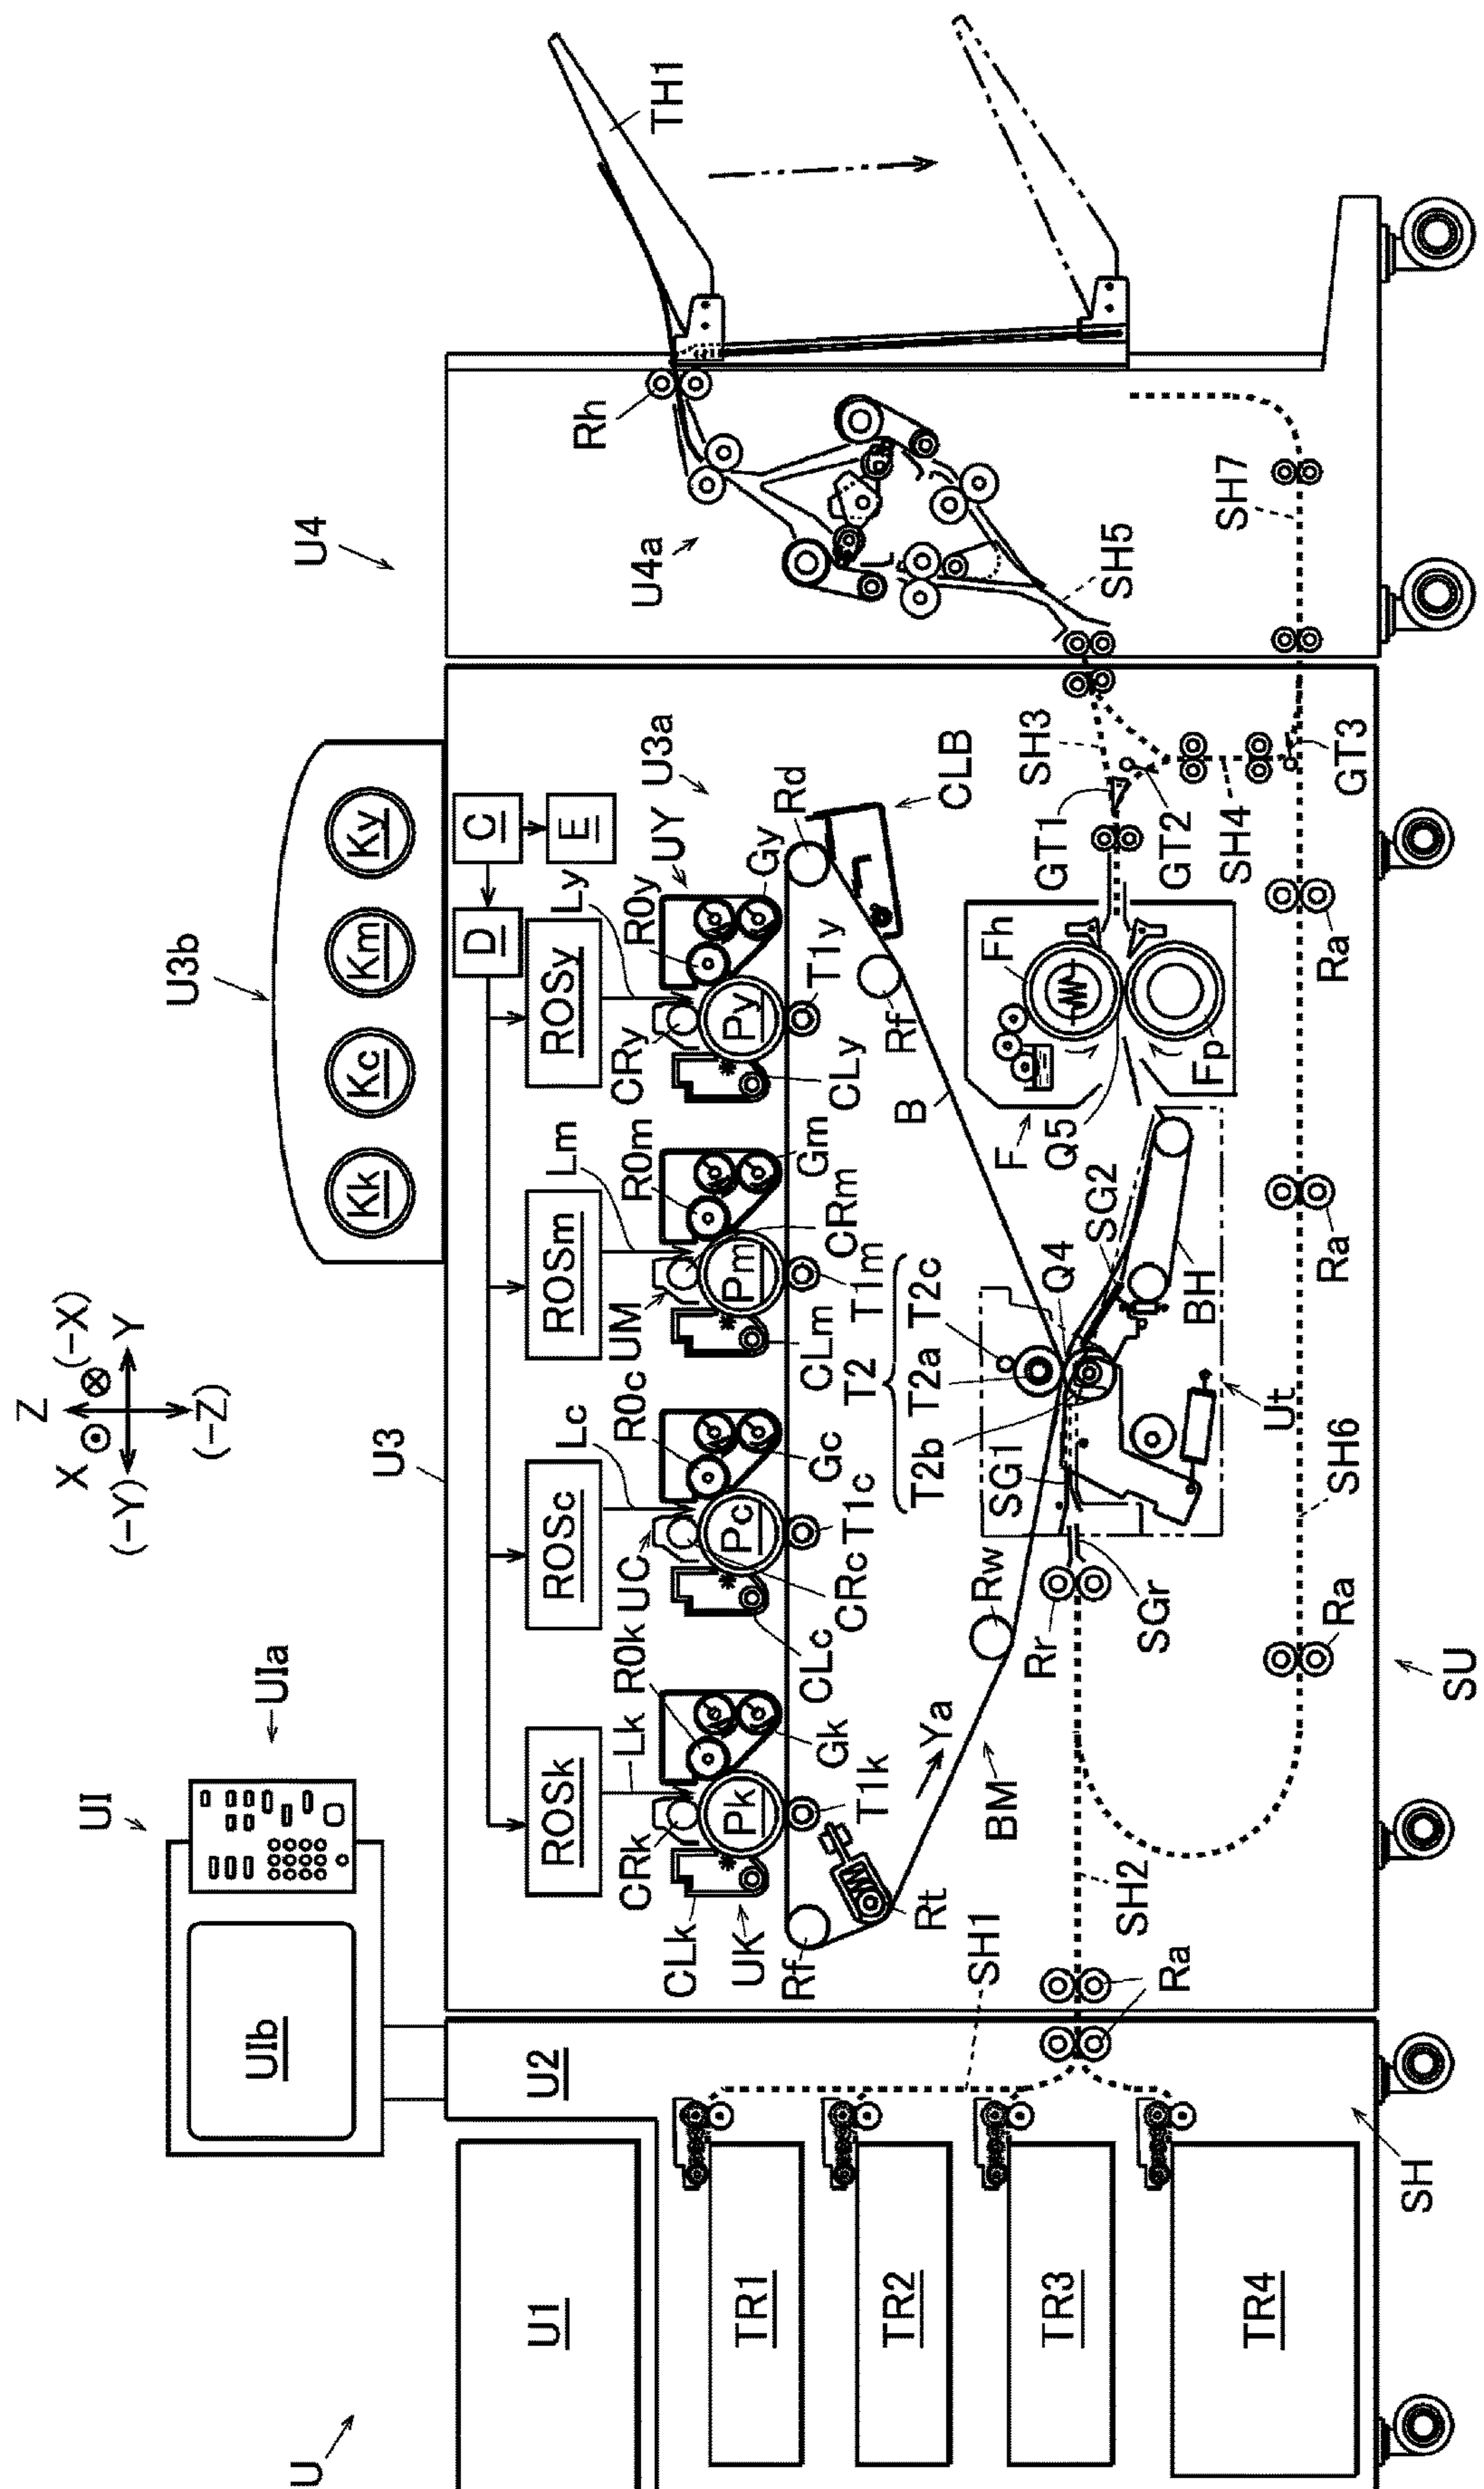 U
UI
UIa
UIb
Z
X
(-X)
(-Y)
Y
(-Z)
U3
U3b
Kk
Kc
Km
Ky
U4
U1
U2
C
D
E
ROSk
ROSc
ROSm
ROSy
Lk
Lc
Lm
Ly
CRk
R0k
UC
R0c
UM
R0m
CRy
R0y
UY
U3a
U4a
Rh
TH1
CLk
UK
Pk
Pc
Pm
Py
Gk
Gc
Gm
Gy
Rd
Rf
T1k
CLc
CRc
T1c
CLm
T1m
CRm
CLy
T1y
Rt
Ya
BM
Rw
T2
T2b
T2a
T2c
Rf
B
CLB
TR1
TR2
TR3
TR4
SH1
SH2
Ra
Rr
SGr
SG1
Q4
SG2
BH
Ut
F
Q5
Fh
Fp
GT1
GT2
SH3
SH4
GT3
SH5
SH7
SH6
Ra
Ra
Ra
SH
SU